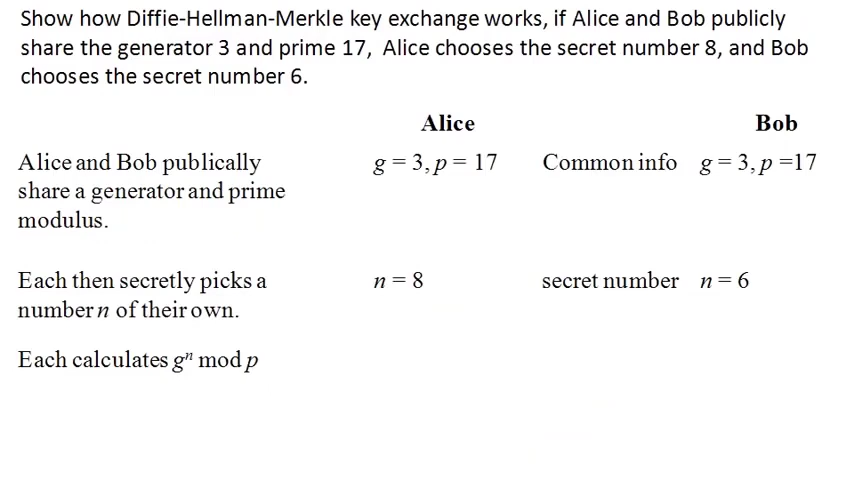 Show how Diffie-Hellman-Merkle key exchange works, if Alice and Bob publicly
share the generator 3 and prime 17, Alice chooses the secret number 8, and Bob
chooses the secret number 6.
Alice Bob
Alice and Bob publically g = 3, p = 17 Common info g = 3, p =17
share a generator and prime
modulus.
Each then secretly picks a n = 8 secret number n = 6
number n of their own.
Each calculates gⁿ mod p